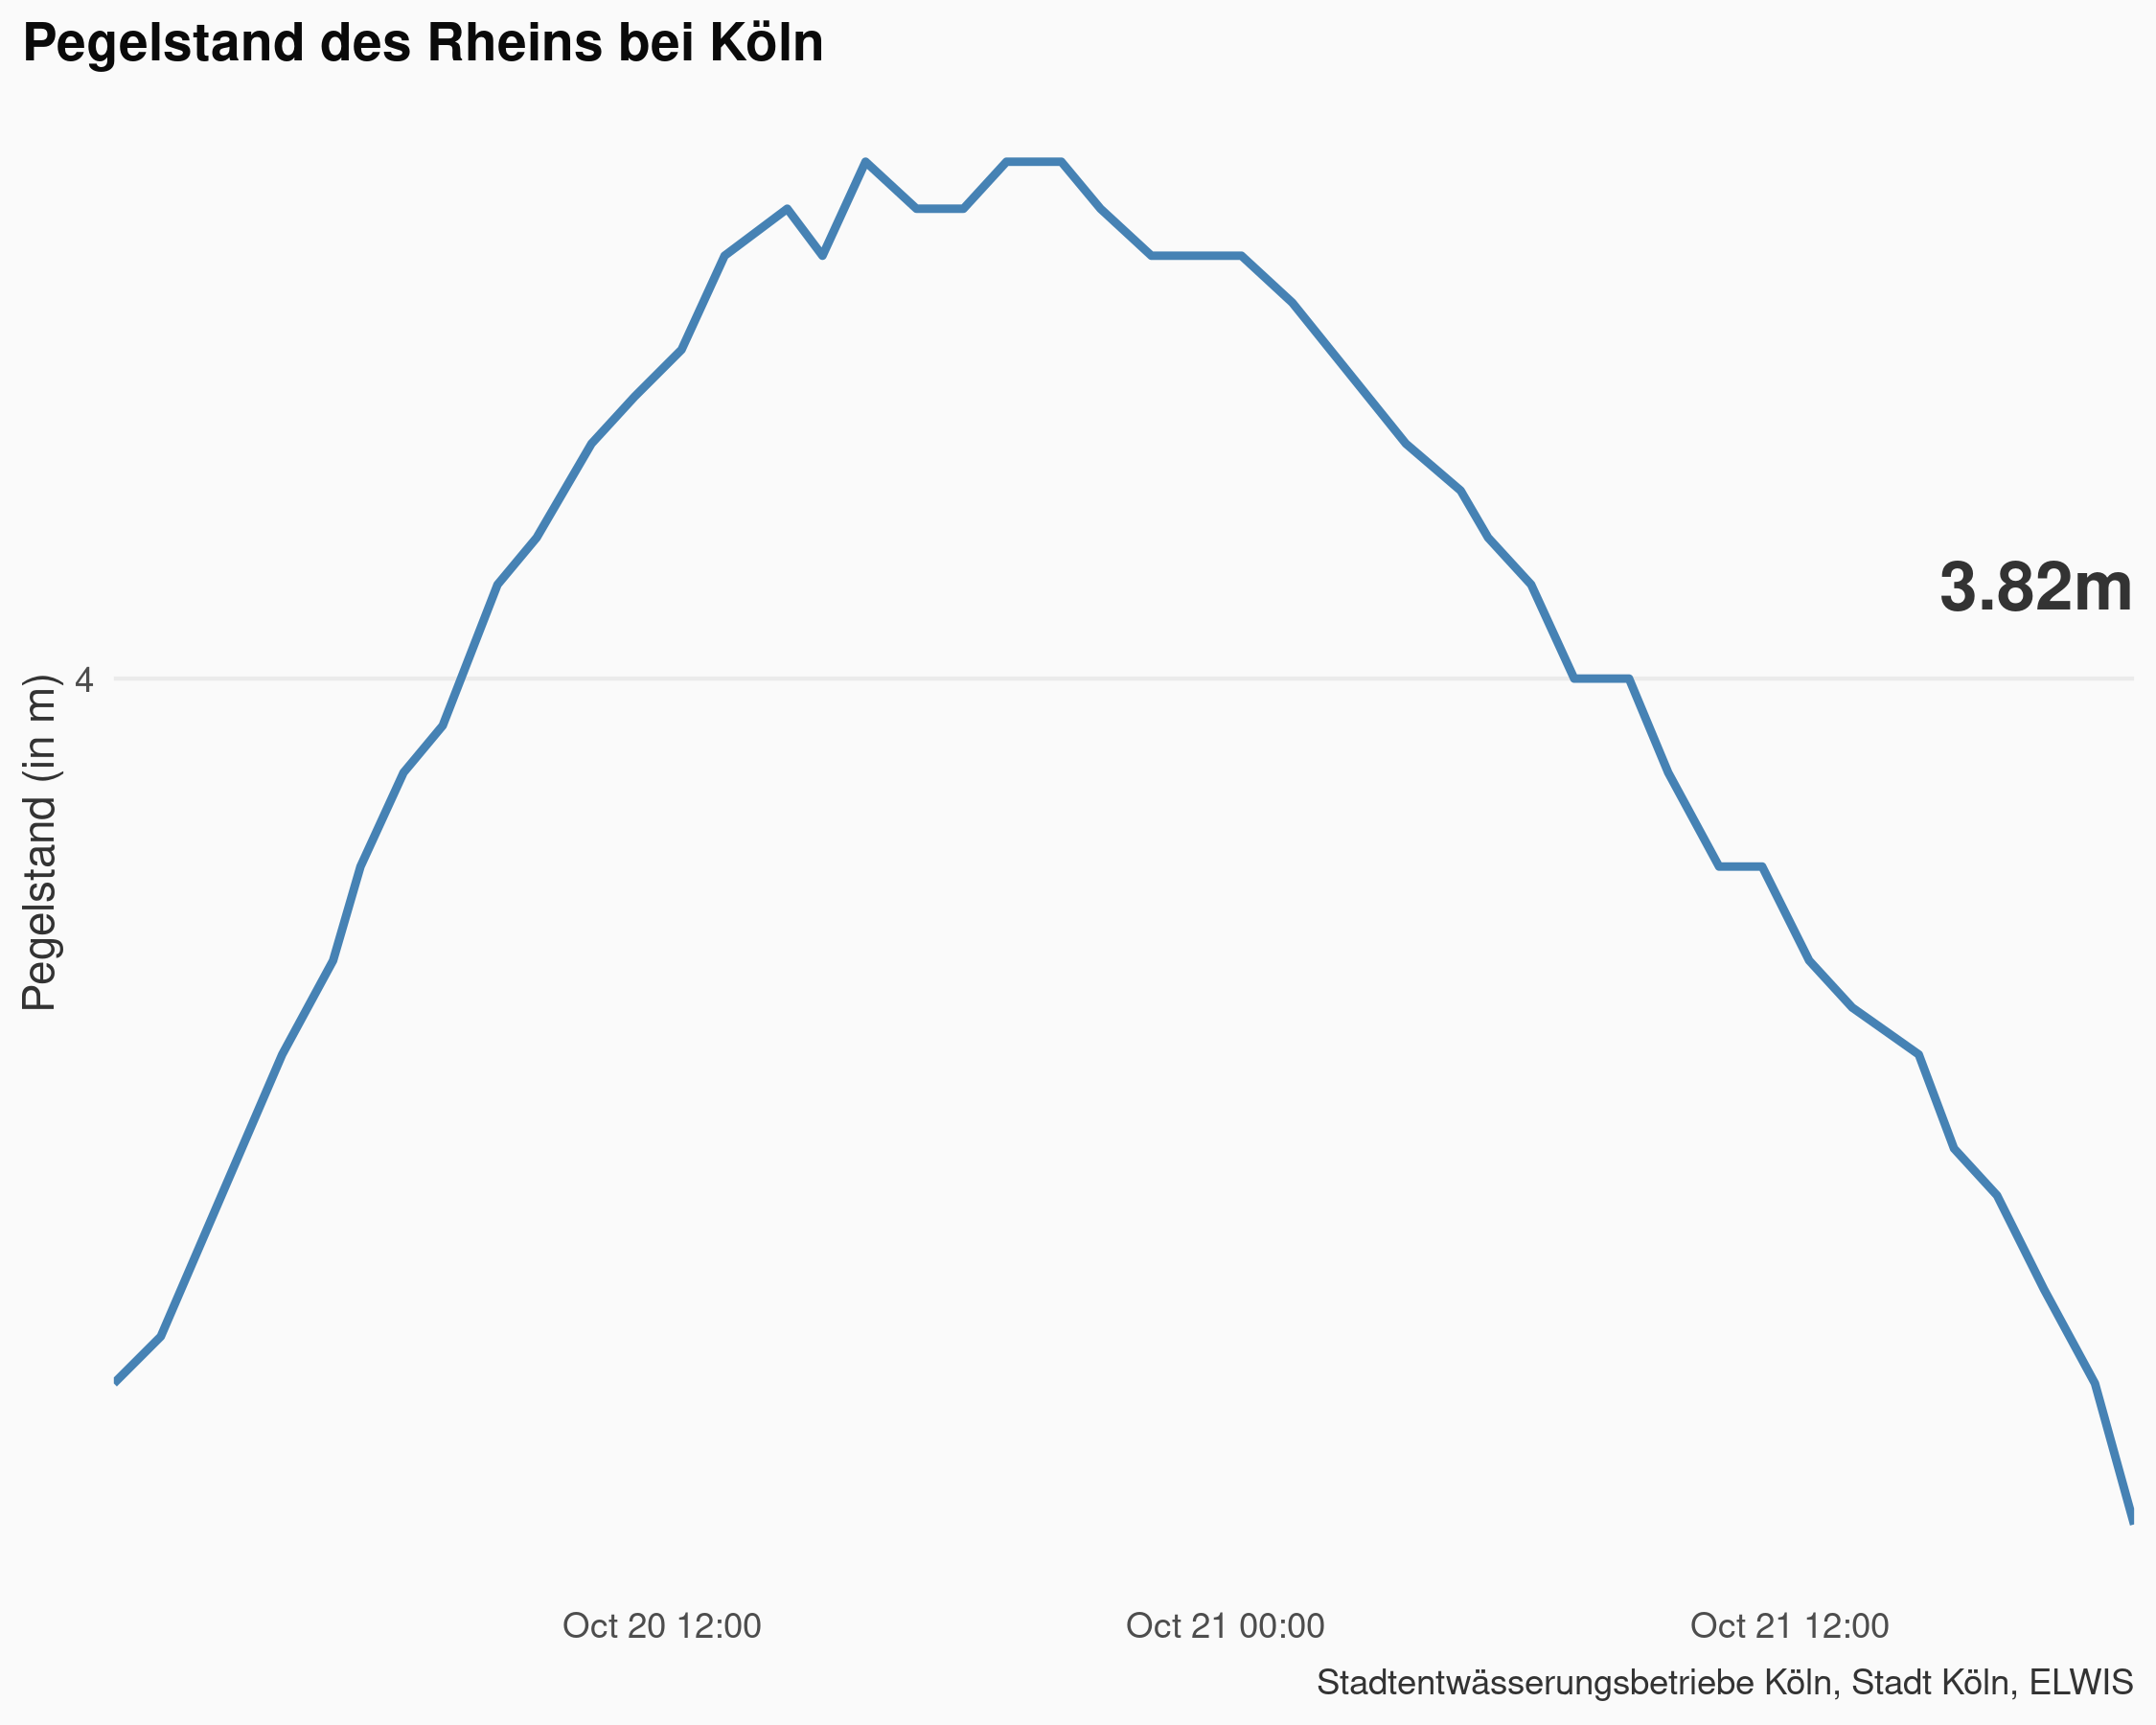 Pegelstand des Rheins bei Köln
3.82m
Pegelstand (in m)
4
Oct 20 12:00
Oct 21 00:00
Oct 21 12:00
Stadtentwässerungsbetriebe Köln, Stadt Köln, ELWIS